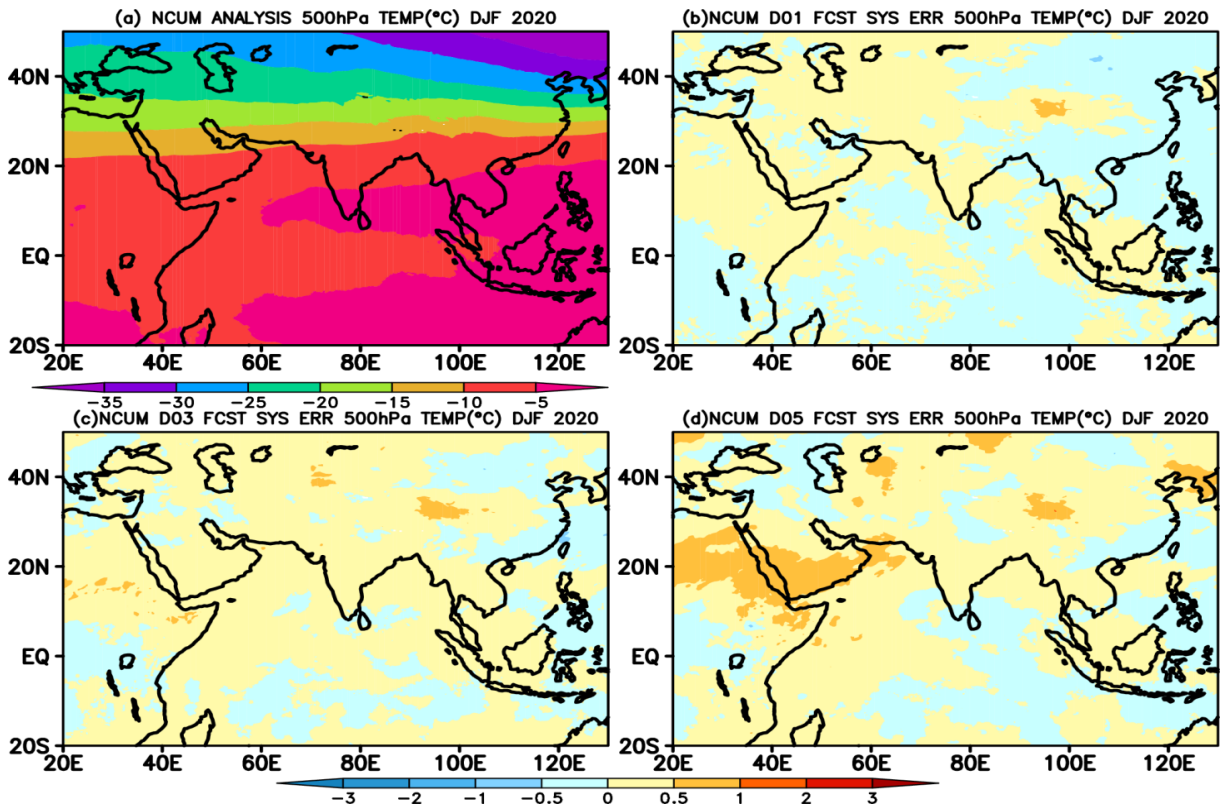 (a) NCUM ANALYSIS 500hPa TEMP(°C) DJF 2020
40N
20N
EQ
20S
20E 40E 60E 80E 100E 120E
-35 -30 -25 -20 -15 -10 -5
(b)NCUM D01 FCST SYS ERR 500hPa TEMP(°C) DJF 2020
40N
20N
EQ
20S
20E 40E 60E 80E 100E 120E
(c)NCUM D03 FCST SYS ERR 500hPa TEMP(°C) DJF 2020
40N
20N
EQ
20S
20E 40E 60E 80E 100E 120E
(d)NCUM D05 FCST SYS ERR 500hPa TEMP(°C) DJF 2020
40N
20N
EQ
20S
20E 40E 60E 80E 100E 120E
-3 -2 -1 -0.5 0 0.5 1 2 3